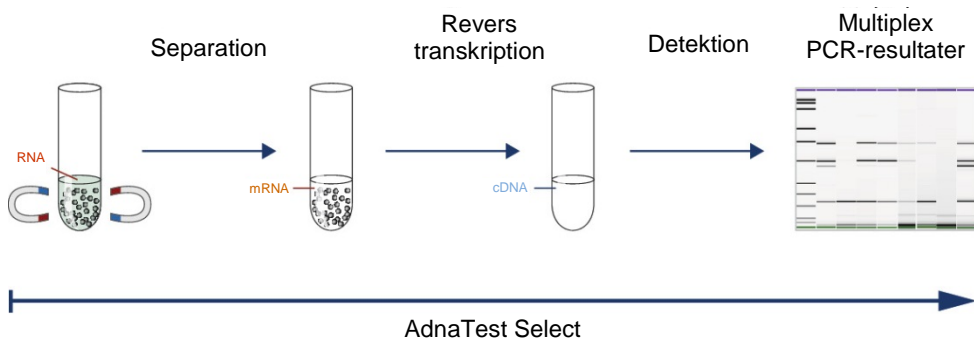 Separation
Revers
transkription
Detektion
Multiplex
PCR-resultater
RNA
mRNA
cDNA
AdnaTest Select